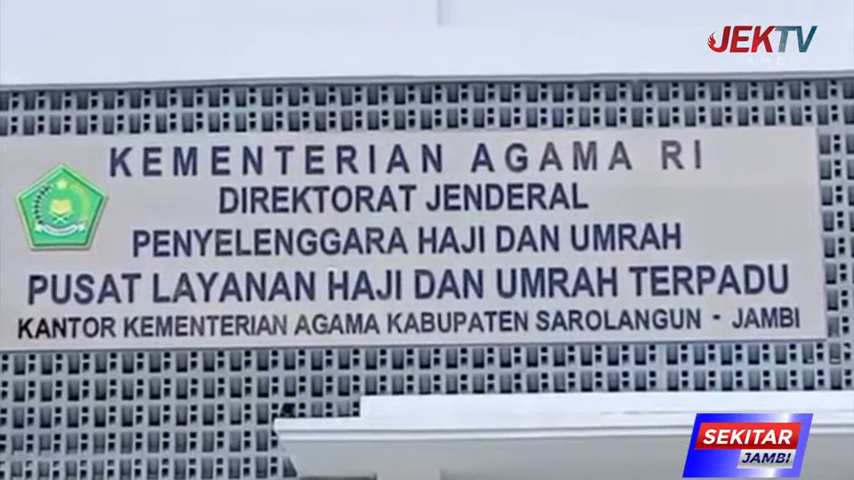 JEKTV
JAMBI
KEMENTERIAN AGAMA RI
DIREKTORAT JENDERAL
PENYELENGGARA HAJI DAN UMRAH
PUSAT LAYANAN HAJI DAN UMRAH TERPADU
KANTOR KEMENTERIAN AGAMA KABUPATEN SAROLANGUN - JAMBI
SEKITAR
JAMBI